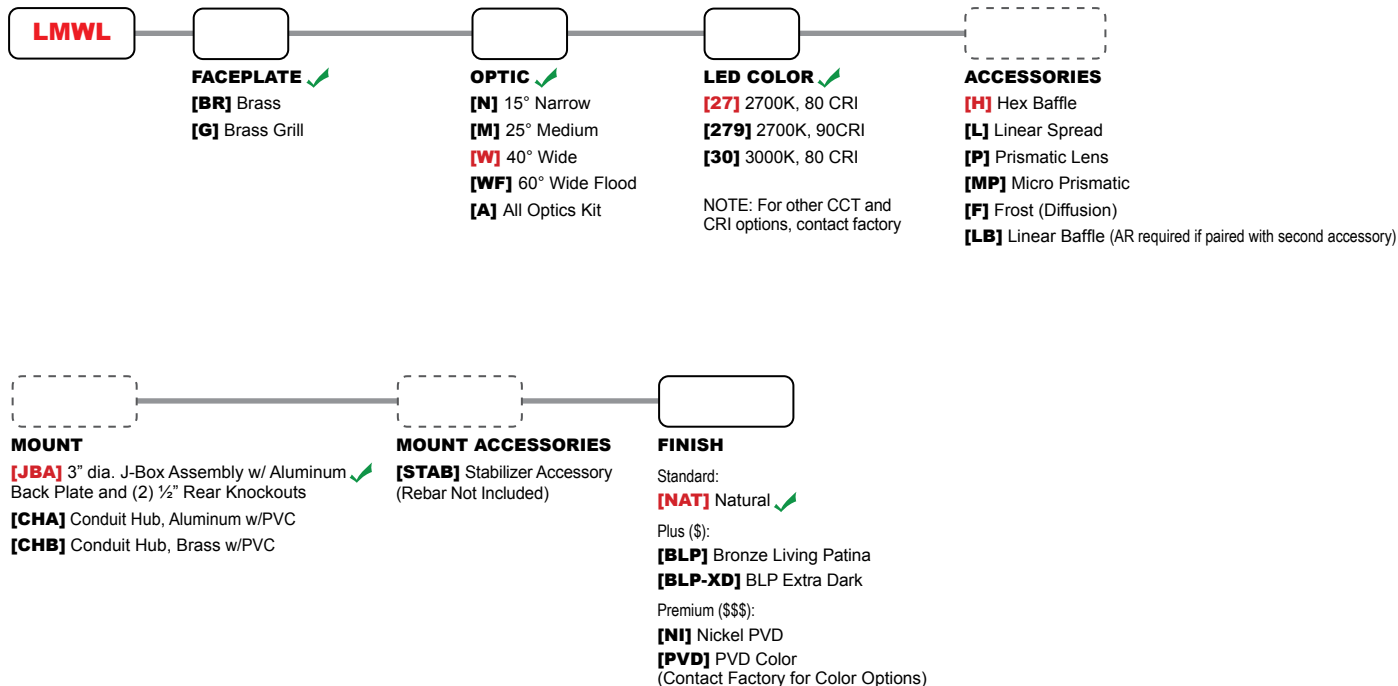 LMWL
FACEPLATE
[BR] Brass
[G] Brass Grill
OPTIC
[N] 15° Narrow
[M] 25° Medium
[W] 40° Wide
[WF] 60° Wide Flood
[A] All Optics Kit
LED COLOR
[27] 2700K, 80 CRI
[279] 2700K, 90CRI
[30] 3000K, 80 CRI
NOTE: For other CCT and
CRI options, contact factory
ACCESSORIES
[H] Hex Baffle
[L] Linear Spread
[P] Prismatic Lens
[MP] Micro Prismatic
[F] Frost (Diffusion)
[LB] Linear Baffle (AR required if paired with second accessory)
MOUNT
[JBA] 3” dia. J-Box Assembly w/ Aluminum
Back Plate and (2) ½” Rear Knockouts
[CHA] Conduit Hub, Aluminum w/PVC
[CHB] Conduit Hub, Brass w/PVC
MOUNT ACCESSORIES
[STAB] Stabilizer Accessory
(Rebar Not Included)
FINISH
Standard:
[NAT] Natural
Plus ($):
[BLP] Bronze Living Patina
[BLP-XD] BLP Extra Dark
Premium ($$$):
[NI] Nickel PVD
[PVD] PVD Color
(Contact Factory for Color Options)